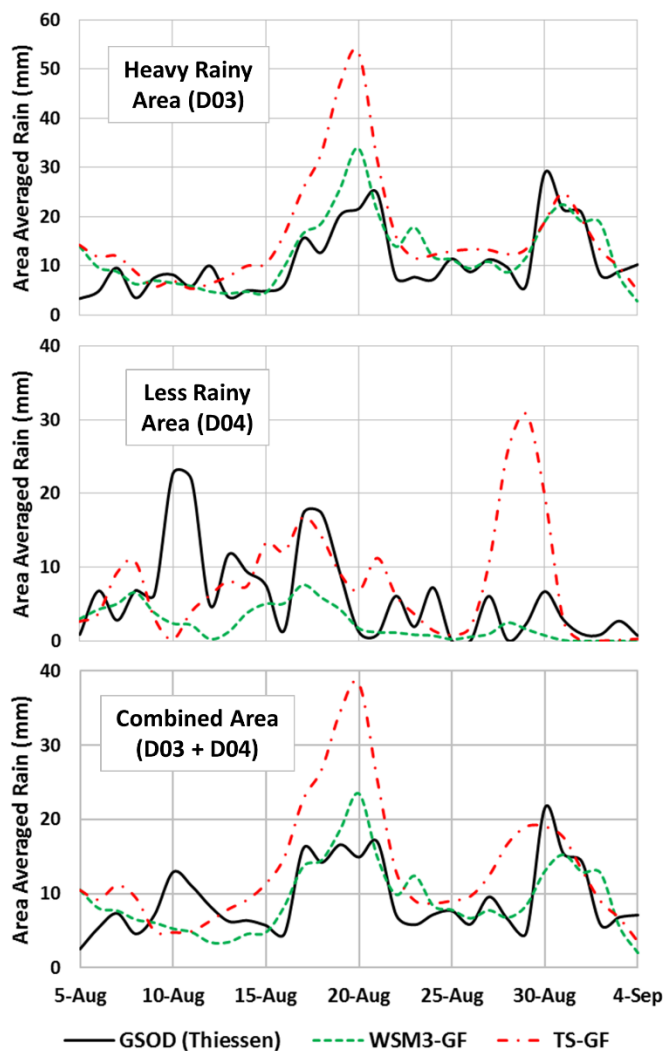 60
50
40
30
20
10
0
Area Averaged Rain (mm)
Heavy Rainy
Area (D03)
40
30
20
10
0
Area Averaged Rain (mm)
Less Rainy
Area (D04)
40
30
20
10
0
Area Averaged Rain (mm)
Combined Area
(D03 + D04)
5-Aug 10-Aug 15-Aug 20-Aug 25-Aug 30-Aug 4-Sep
GSOD (Thiessen) WSM3-GF TS-GF